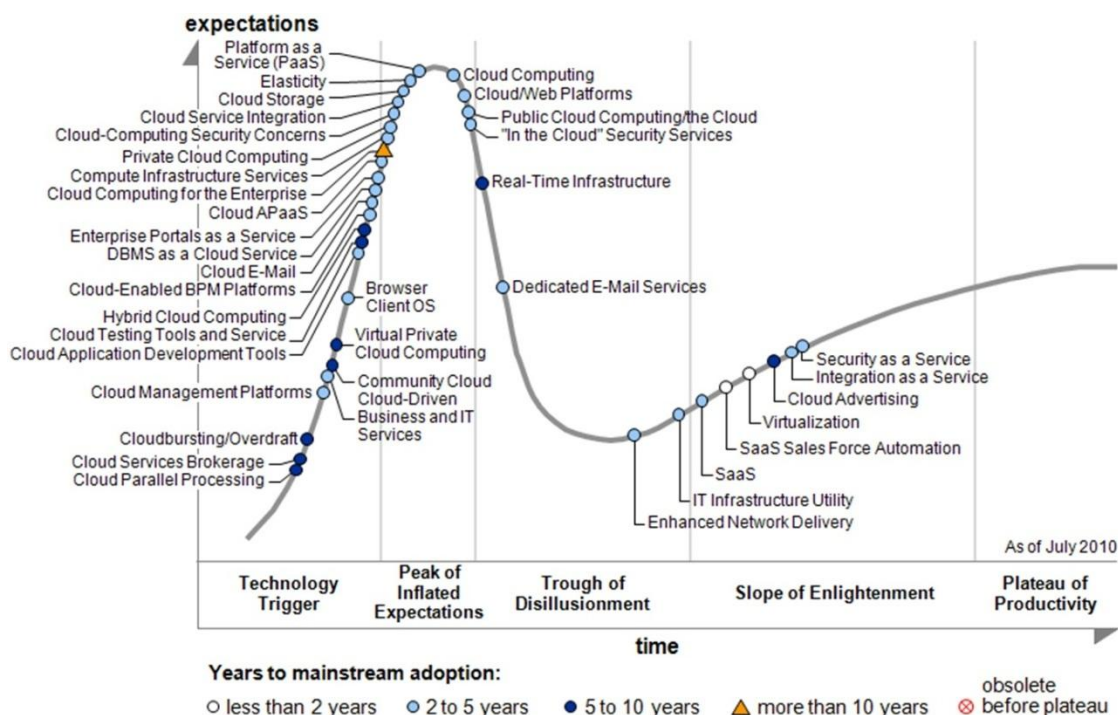 expectations
Platform as a
Service (PaaS)
Elasticity
Cloud Storage
Cloud Service Integration
Cloud-Computing Security Concerns
Private Cloud Computing
Compute Infrastructure Services
Cloud Computing for the Enterprise
Cloud APaaS
Enterprise Portals as a Service
DBMS as a Cloud Service
Cloud E-Mail
Cloud-Enabled BPM Platforms
Hybrid Cloud Computing
Cloud Testing Tools and Service
Cloud Application Development Tools
Cloud Management Platforms
Cloudbursting/Overdraft
Cloud Services Brokerage
Cloud Parallel Processing
Browser
Client OS
Virtual Private
Cloud Computing
Community Cloud
Cloud-Driven
Business and IT
Services
Cloud Computing
Cloud/Web Platforms
Public Cloud Computing/the Cloud
"In the Cloud" Security Services
Real-Time Infrastructure
Dedicated E-Mail Services
Security as a Service
Integration as a Service
Cloud Advertising
Virtualization
SaaS Sales Force Automation
SaaS
IT Infrastructure Utility
Enhanced Network Delivery
As of July 2010
Technology
Trigger
Peak of
Inflated
Expectations
Trough of
Disillusionment
Slope of Enlightenment
Plateau of
Productivity
time
Years to mainstream adoption:
less than 2 years
2 to 5 years
5 to 10 years
more than 10 years
obsolete
before plateau